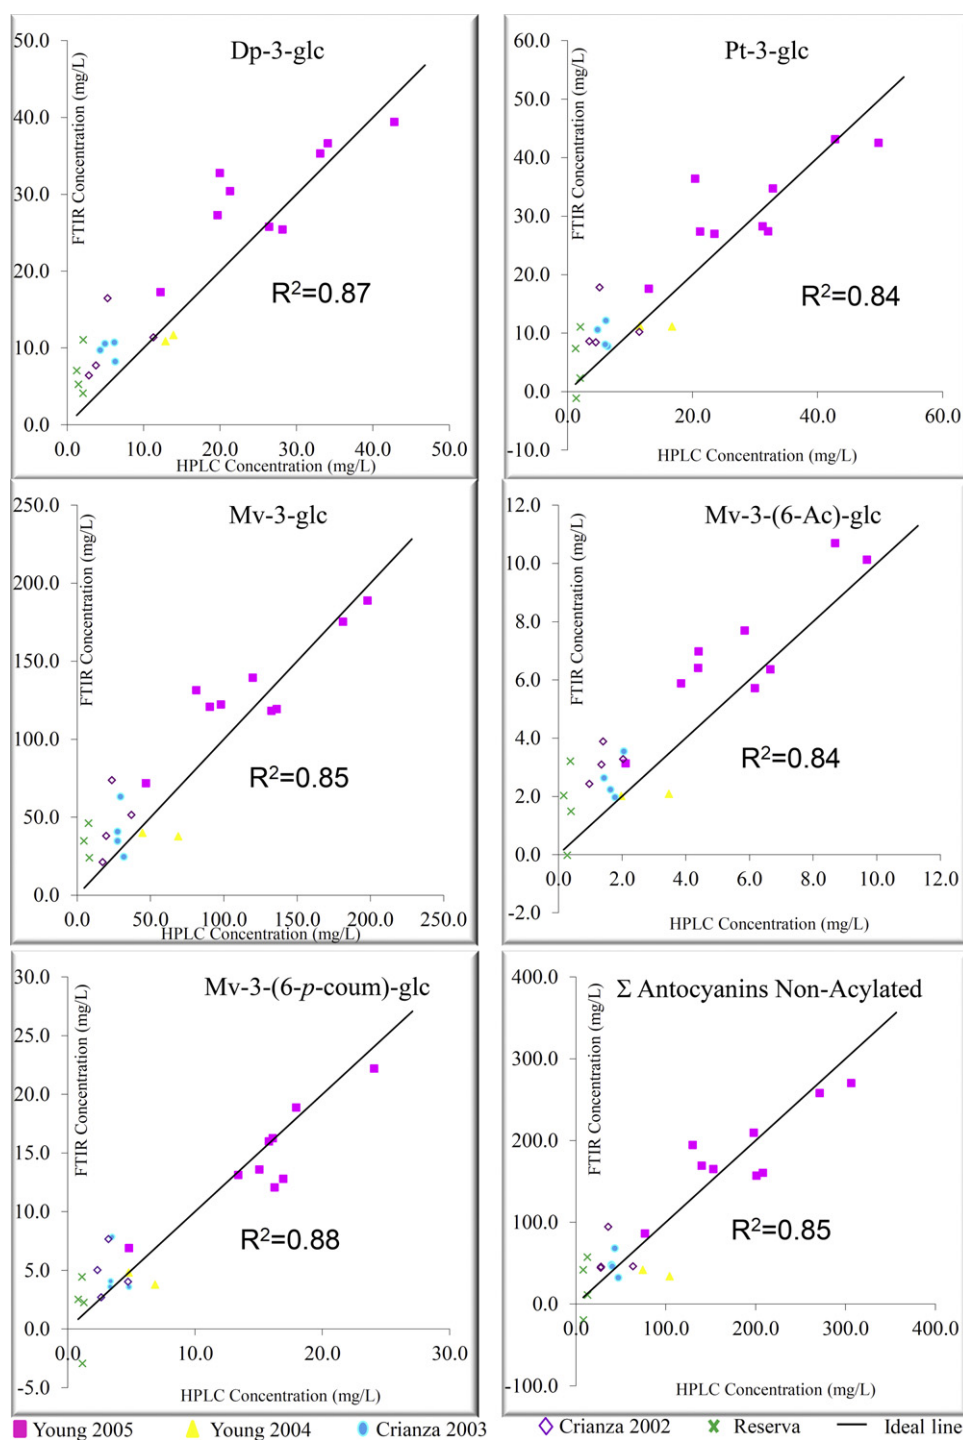 Dp-3-glc
50.0
40.0
30.0
20.0
10.0
0.0
FTIR Concentration (mg/L)
R²=0.87
0.0 10.0 20.0 30.0 40.0 50.0
HPLC Concentration (mg/L)
Pt-3-glc
60.0
50.0
40.0
30.0
20.0
10.0
0.0
-10.0
FTIR Concentration (mg/L)
R²=0.84
0.0 20.0 40.0 60.0
HPLC Concentration (mg/L)
Mv-3-glc
250.0
200.0
150.0
100.0
50.0
0.0
FTIR Concentration (mg/L)
R²=0.85
0.0 50.0 100.0 150.0 200.0 250.0
HPLC Concentration (mg/L)
Mv-3-(6-Ac)-glc
12.0
10.0
8.0
6.0
4.0
2.0
0.0
-2.0
FTIR Concentration (mg/L)
R²=0.84
0.0 2.0 4.0 6.0 8.0 10.0 12.0
HPLC Concentration (mg/L)
Mv-3-(6-p-coum)-glc
30.0
25.0
20.0
15.0
10.0
5.0
0.0
-5.0
FTIR Concentration (mg/L)
R²=0.88
0.0 10.0 20.0 30.0
HPLC Concentration (mg/L)
Σ Antocyanins Non-Acylated
400.0
300.0
200.0
100.0
0.0
-100.0
FTIR Concentration (mg/L)
R²=0.85
0.0 100.0 200.0 300.0 400.0
HPLC Concentration (mg/L)
Young 2005 Young 2004 Crianza 2003 Crianza 2002 Reserva Ideal line